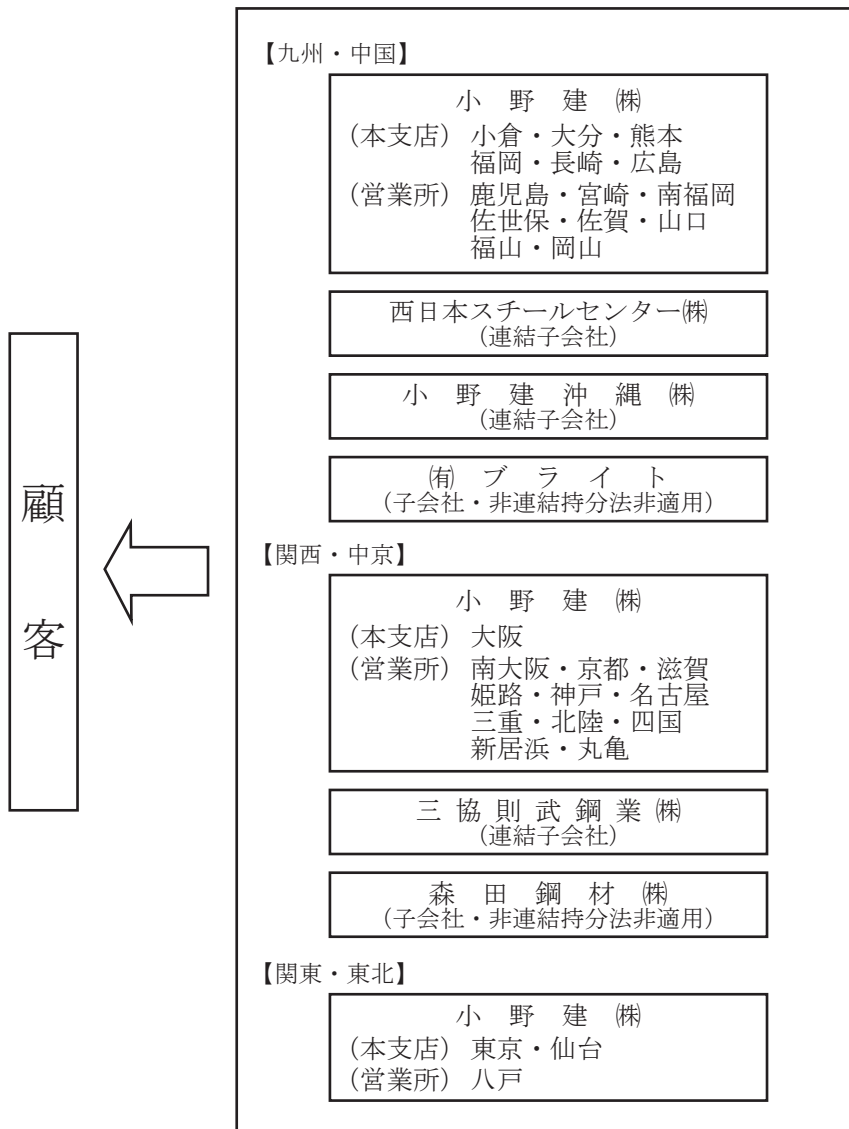 【九州・中国】
小野建㈱
(本支店) 小倉・大分・熊本
福岡・長崎・広島
(営業所) 鹿児島・宮崎・南福岡
佐世保・佐賀・山口
福山・岡山
西日本スチールセンター㈱
(連結子会社)
小野建沖縄㈱
(連結子会社)
㈲ブライト
(子会社・非連結持分法非適用)
顧客
【関西・中京】
小野建㈱
(本支店) 大阪
(営業所) 南大阪・京都・滋賀
姫路・神戸・名古屋
三重・北陸・四国
新居浜・丸亀
三協則武鋼業㈱
(連結子会社)
森田鋼材㈱
(子会社・非連結持分法非適用)
【関東・東北】
小野建㈱
(本支店) 東京・仙台
(営業所) 八戸